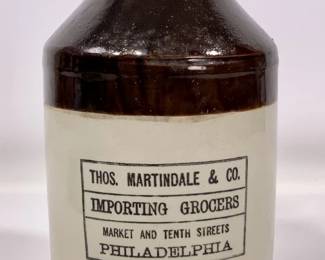 THOS. MARTINDALE & CO.
IMPORTING GROCERS
MARKET AND TENTH STREETS
PHILADELPHIA